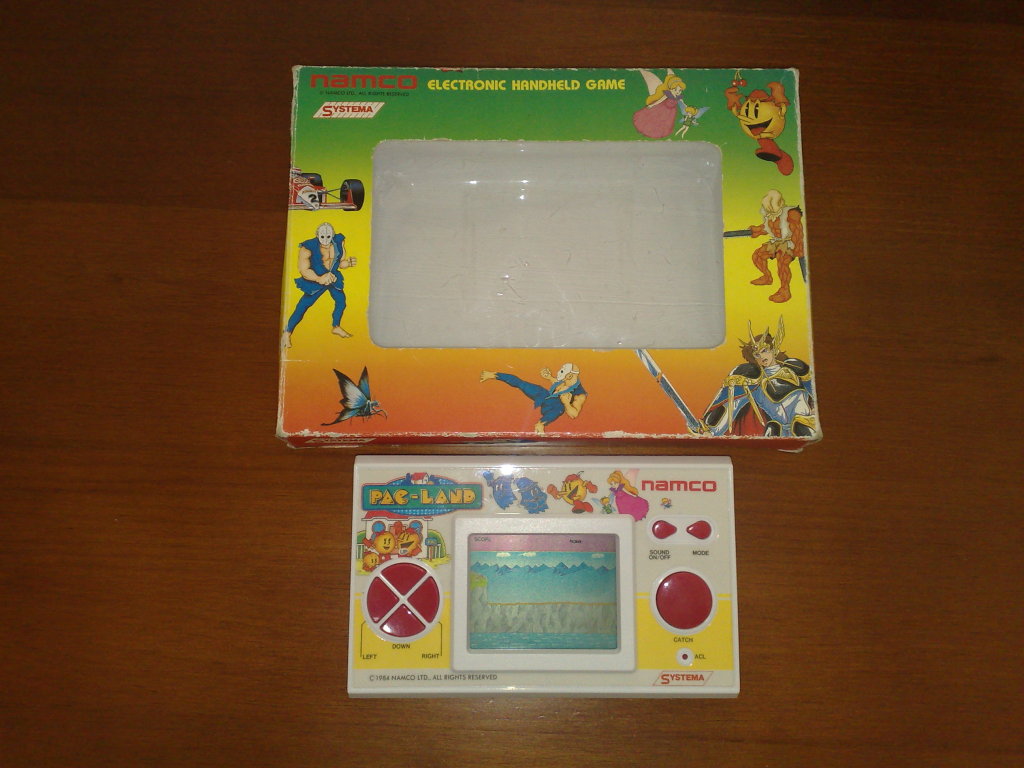 namco ELECTRONIC HANDHELD GAME
© NAMCO LTD., ALL RIGHTS RESERVED
SYSTEMA
2
PAC-LAND
namco
SCORE
SOUND
ON/OFF
MODE
DOWN
LEFT
RIGHT
CATCH
ACL
© 1984 NAMCO LTD., ALL RIGHTS RESERVED
SYSTEMA